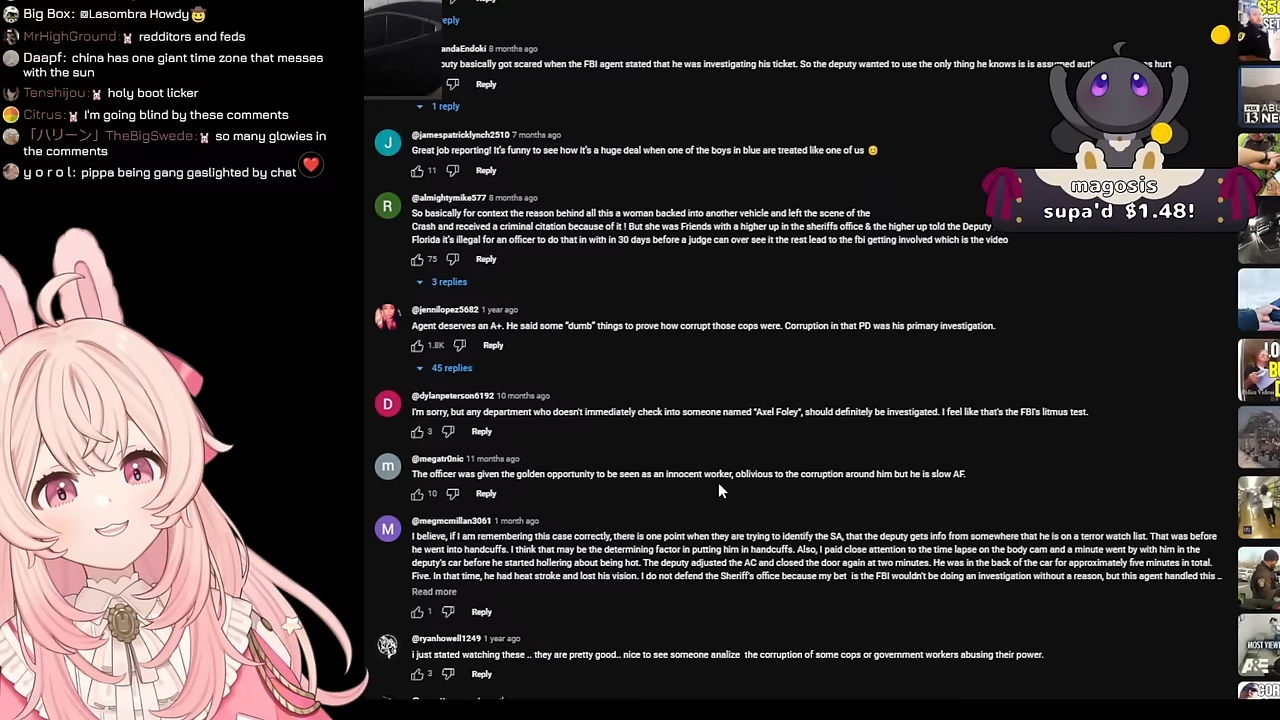 Big Box: @Lasombra Howdy🤠
MrHighGround: redditors and feds
Daapf: china has one giant time zone that messes
with the sun
Tenshijou: holy boot licker
Citrus: I'm going blind by these comments
「ハリーン」TheBigSwede: so many glowies in
the comments
y o r o l: pippa being gang gaslighted by chat
eply
Reply
andaEndoki 8 months ago
outy basically got scared when the FBI agent stated that he was investigating his ticket. So the deputy wanted to use the only thing he knows is is assumed auth
s hurt
Reply
1 reply
J
@jamespatricklynch2510 7 months ago
Great job reporting! It's funny to see how it's a huge deal when one of the boys in blue are treated like one of us 😊
11 Reply
R
@almightymike577 8 months ago
So basically for context the reason behind all this a woman backed into another vehicle and left the scene of the
Crash and received a criminal citation because of it ! But she was Friends with a higher up in the sheriffs office & the higher up told the Deputy
Florida it's illegal for an officer to do that in with in 30 days before a judge can over see it the rest lead to the fbi getting involved which is the video
75 Reply
3 replies
@jennilopez5682 1 year ago
Agent deserves an A+. He said some “dumb” things to prove how corrupt those cops were. Corruption in that PD was his primary investigation.
1.8K Reply
45 replies
D
@dylanpeterson6192 10 months ago
I'm sorry, but any department who doesn't immediately check into someone named "Axel Foley", should definitely be investigated. I feel like that's the FBI's litmus test.
3 Reply
m
@megatr0nic 11 months ago
The officer was given the golden opportunity to be seen as an innocent worker, oblivious to the corruption around him but he is slow AF.
10 Reply
M
@megmcmillan3061 1 month ago
I believe, if I am remembering this case correctly, there is one point when they are trying to identify the SA, that the deputy gets info from somewhere that he is on a terror watch list. That was before
he went into handcuffs. I think that may be the determining factor in putting him in handcuffs. Also, I paid close attention to the time lapse on the body cam and a minute went by with him in the
deputy's car before he started hollering about being hot. The deputy adjusted the AC and closed the door again at two minutes. He was in the back of the car for approximately five minutes in total.
Five. In that time, he had heat stroke and lost his vision. I do not defend the Sheriff's office because my bet is the FBI wouldn't be doing an investigation without a reason, but this agent handled this ...
Read more
1 Reply
@ryanhowell1249 1 year ago
i just stated watching these .. they are pretty good.. nice to see someone analize the corruption of some cops or government workers abusing their power.
3 Reply
magosis
supa'd $1.48!
FOX
13
ABU
NE
MOST VIEW
A&E
COR